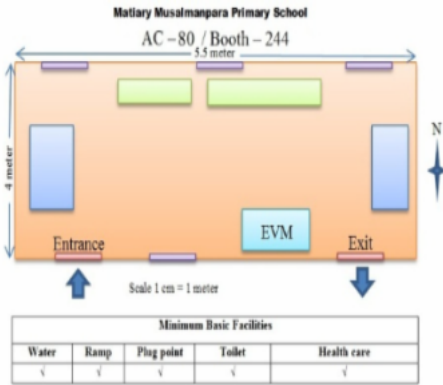 Matiary Musalmanpara Primary School
AC – 80 / Booth – 244
5.5 meter
4 meter
N
EVM
Entrance
Exit
Scale 1 cm = 1 meter
Minimum Basic Facilities
Water Ramp Plug point Toilet Health care
√ √ √ √ √